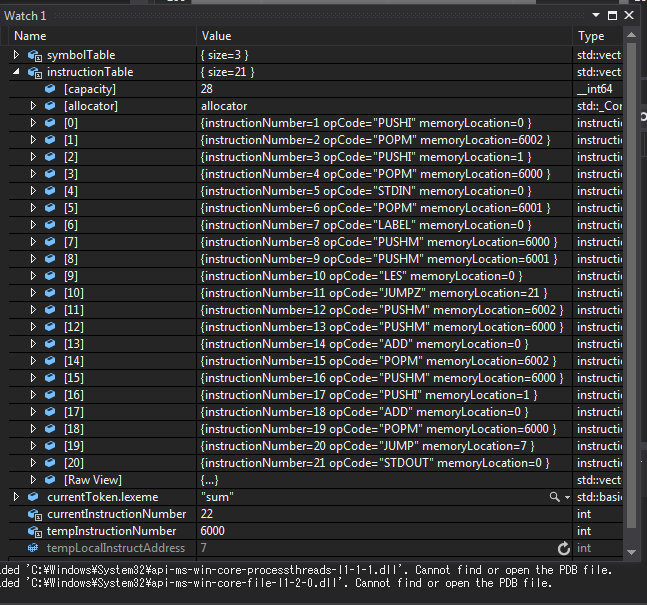 Watch 1
Name Value Type
symbolTable { size=3 } std::vect
instructionTable { size=21 } std::vect
[capacity] 28 __int64
[allocator] allocator std::_Cor
[0] {instructionNumber=1 opCode="PUSHI" memoryLocation=0 } instructio
[1] {instructionNumber=2 opCode="POPM" memoryLocation=6002 } instructio
[2] {instructionNumber=3 opCode="PUSHI" memoryLocation=1 } instructio
[3] {instructionNumber=4 opCode="POPM" memoryLocation=6000 } instructio
[4] {instructionNumber=5 opCode="STDIN" memoryLocation=0 } instructio
[5] {instructionNumber=6 opCode="POPM" memoryLocation=6001 } instructio
[6] {instructionNumber=7 opCode="LABEL" memoryLocation=0 } instructio
[7] {instructionNumber=8 opCode="PUSHM" memoryLocation=6000 } instructio
[8] {instructionNumber=9 opCode="PUSHM" memoryLocation=6001 } instructio
[9] {instructionNumber=10 opCode="LES" memoryLocation=0 } instructio
[10] {instructionNumber=11 opCode="JUMPZ" memoryLocation=21 } instructio
[11] {instructionNumber=12 opCode="PUSHM" memoryLocation=6002 } instructio
[12] {instructionNumber=13 opCode="PUSHM" memoryLocation=6000 } instructio
[13] {instructionNumber=14 opCode="ADD" memoryLocation=0 } instructio
[14] {instructionNumber=15 opCode="POPM" memoryLocation=6002 } instructio
[15] {instructionNumber=16 opCode="PUSHM" memoryLocation=6000 } instructio
[16] {instructionNumber=17 opCode="PUSHI" memoryLocation=1 } instructio
[17] {instructionNumber=18 opCode="ADD" memoryLocation=0 } instructio
[18] {instructionNumber=19 opCode="POPM" memoryLocation=6000 } instructio
[19] {instructionNumber=20 opCode="JUMP" memoryLocation=7 } instructio
[20] {instructionNumber=21 opCode="STDOUT" memoryLocation=0 } instructio
[Raw View] {...} std::vect
currentToken.lexeme "sum" std::basic
currentInstructionNumber 22 int
tempInstructionNumber 6000 int
tempLocalInstructAddress 7 int
ded 'C:\Windows\System32\api-ms-win-core-processthreads-l1-1-1.dll'. Cannot find or open the PDB file.
ded 'C:\Windows\System32\api-ms-win-core-file-l1-2-0.dll'. Cannot find or open the PDB file.